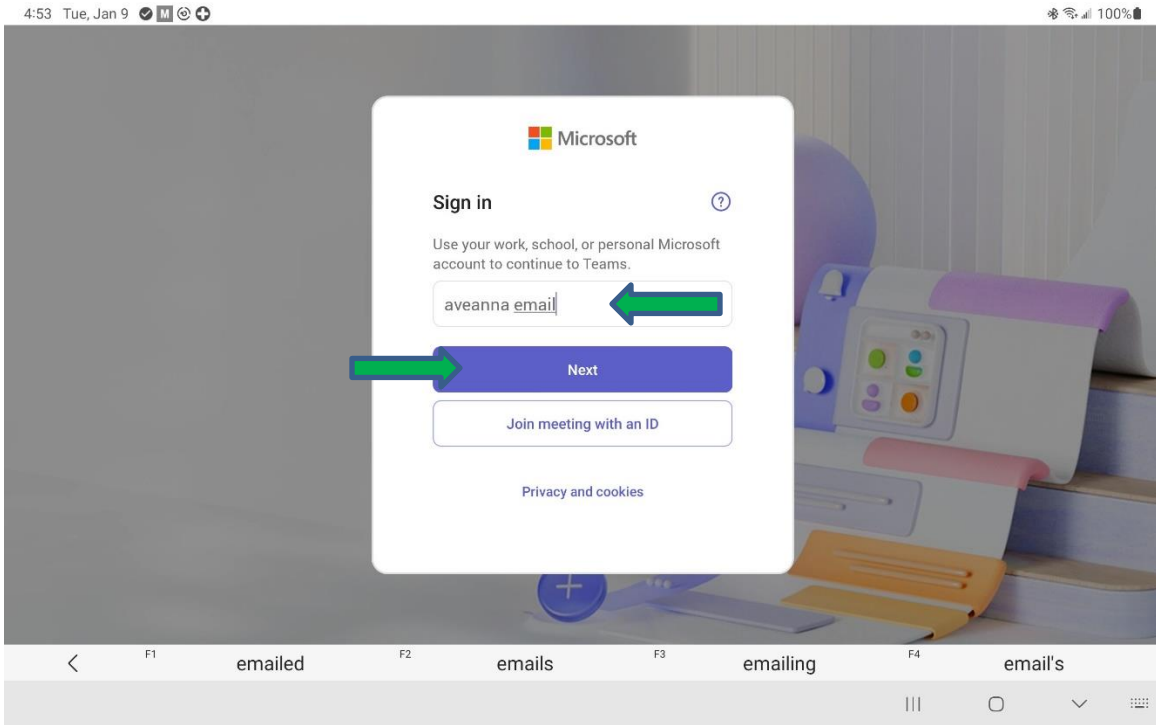 4:53 Tue, Jan 9 M 100%
Microsoft
Sign in
?
Use your work, school, or personal Microsoft
account to continue to Teams.
aveanna email
Next
Join meeting with an ID
Privacy and cookies
F1 emailed F2 emails F3 emailing F4 email's